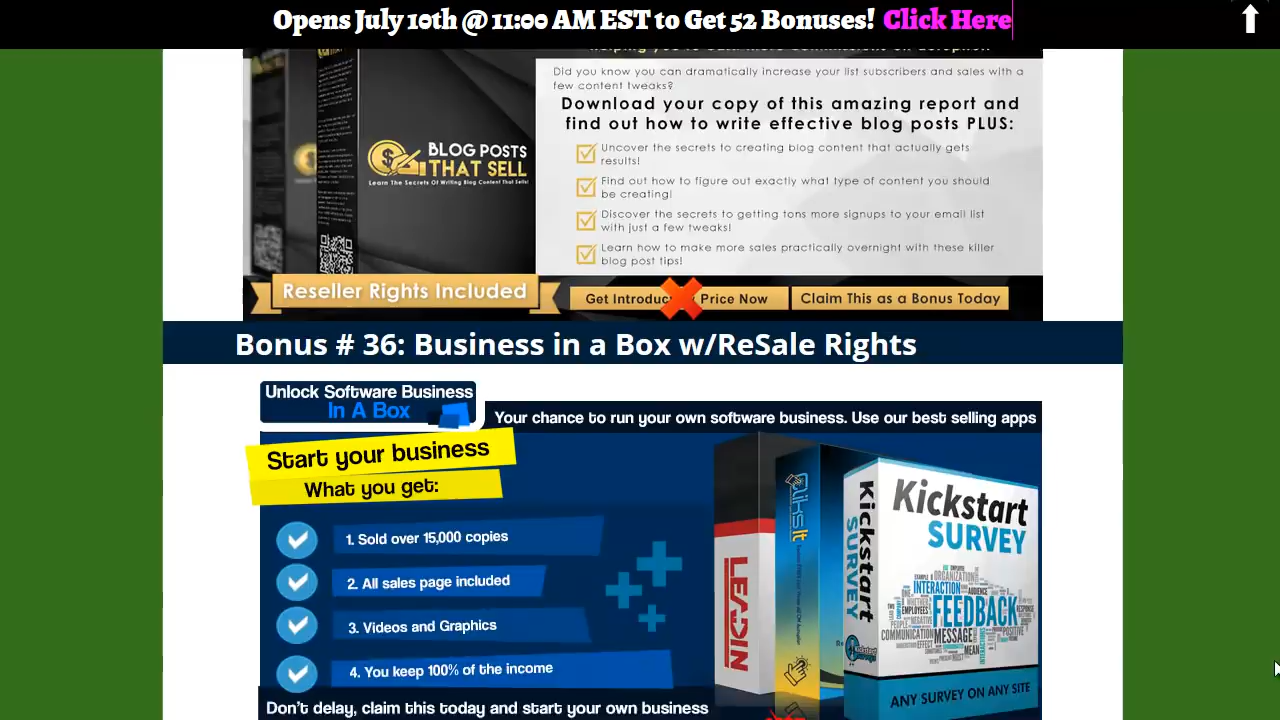 Opens July 10th @ 11:00 AM EST to Get 52 Bonuses! Click Here
Did you know you can dramatically increase your list subscribers and sales with a
few content tweaks?
Download your copy of this amazing report and
find out how to write effective blog posts PLUS:
Uncover the secrets to creating blog content that actually gets
results!
Find out how to figure out exactly what type of content you should
be creating!
Discover the secrets to getting tons more signups to your email list
with just a few tweaks!
Learn how to make more sales practically overnight with these killer
blog post tips!
BLOG POSTS
THAT SELL
Learn The Secrets Of Writing Blog Content That Sells!
Reseller Rights Included
Get Introduc Price Now
Claim This as a Bonus Today
Bonus # 36: Business in a Box w/ReSale Rights
Unlock Software Business
In A Box
Your chance to run your own software business. Use our best selling apps
Start your business
What you get:
1. Sold over 15,000 copies
2. All sales page included
3. Videos and Graphics
4. You keep 100% of the income
Don't delay, claim this today and start your own business
LEADIN
Kickstart
SURVEY
Kickstart
SURVEY
INTERACTION
FEEDBACK
COMMUNICATION
MESSAGE
ANY SURVEY ON ANY SITE